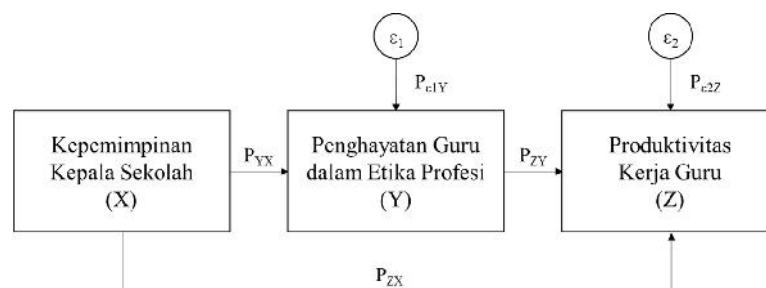 ε1
ε2
Pε1Y
Pε2Z
Kepemimpinan
Kepala Sekolah
(X)
PYX
Penghayatan Guru
dalam Etika Profesi
(Y)
PZY
Produktivitas
Kerja Guru
(Z)
PZX